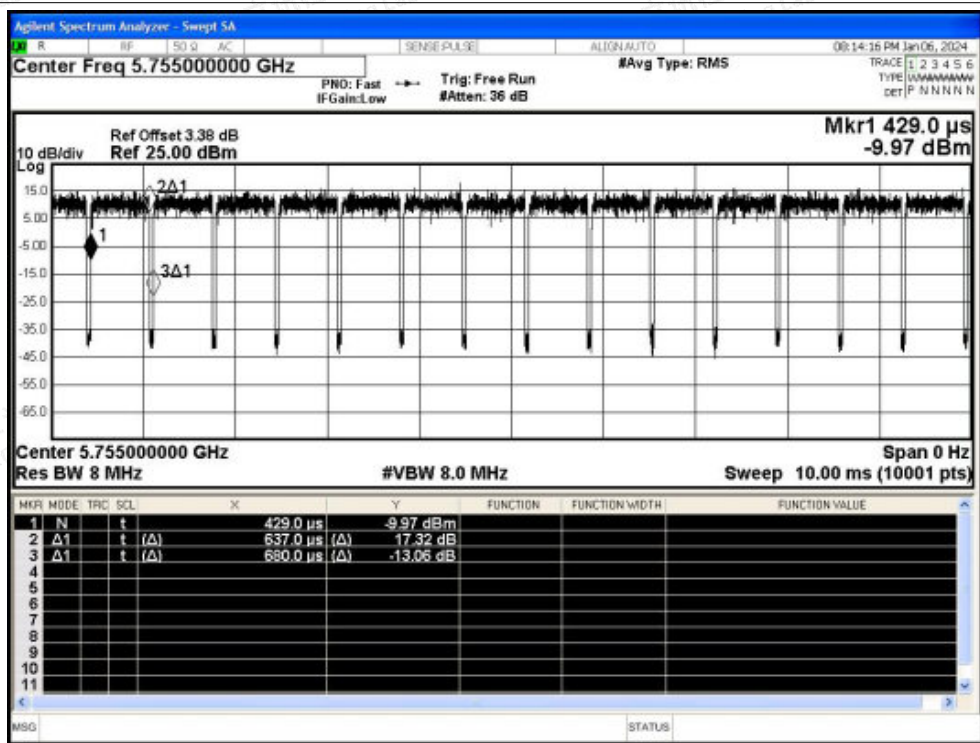 Agilent Spectrum Analyzer - Swept SA
R RF 50 Ω AC SENSE:PULSE ALIGNAUTO 08:14:16 PM Jan 06, 2024
Center Freq 5.755000000 GHz #Avg Type: RMS TRACE 1 2 3 4 5 6
PNO: Fast Trig: Free Run TYPE
IFGain:Low #Atten: 36 dB DET P N N N N N
Mkr1 429.0 µs
Ref Offset 3.38 dB
10 dB/div Ref 25.00 dBm -9.97 dBm
Log
15.0
5.00
-5.00
-15.0
-25.0
-35.0
-45.0
-55.0
-65.0
2Δ1
1
3Δ1
Center 5.755000000 GHz Span 0 Hz
Res BW 8 MHz #VBW 8.0 MHz Sweep 10.00 ms (10001 pts)
MKR MODE TRC SCL X Y FUNCTION FUNCTION WIDTH FUNCTION VALUE
1 N t 429.0 µs -9.97 dBm
2 Δ1 t (Δ) 637.0 µs (Δ) 17.32 dB
3 Δ1 t (Δ) 680.0 µs (Δ) -13.06 dB
4
5
6
7
8
9
10
11
MSG STATUS